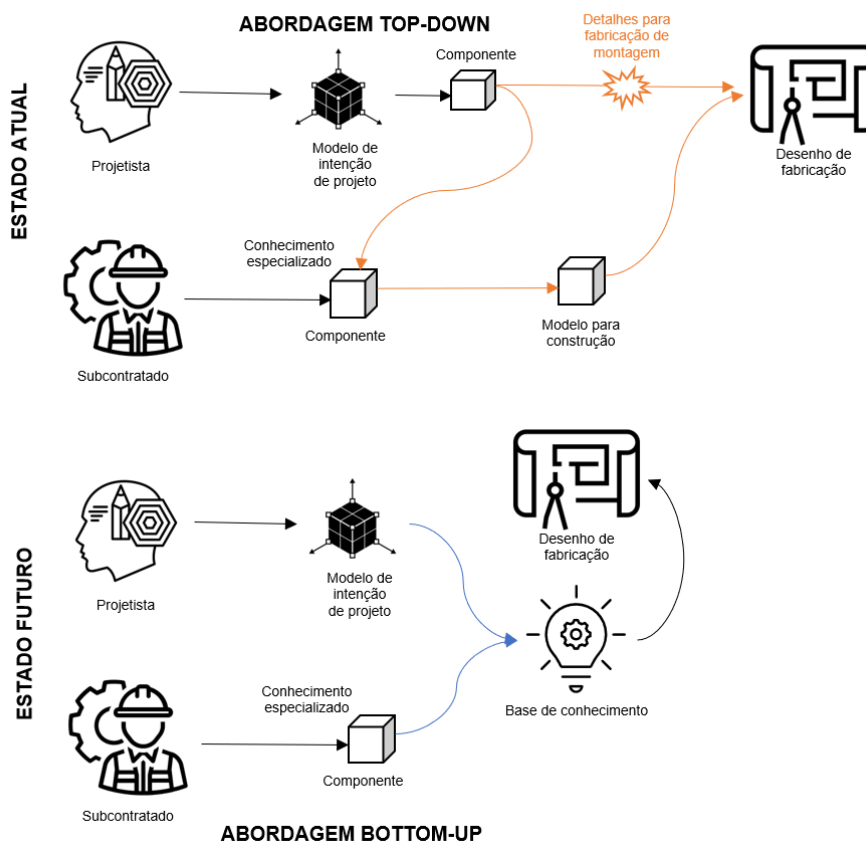 ABORDAGEM TOP-DOWN
Detalhes para
fabricação de
montagem
Componente
ESTADO ATUAL
Projetista
Modelo de
intenção
de projeto
Desenho de
fabricação
Conhecimento
especializado
Componente
Modelo para
construção
Subcontratado
ESTADO FUTURO
Projetista
Modelo de
intenção
de projeto
Desenho de
fabricação
Conhecimento
especializado
Base de conhecimento
Componente
Subcontratado
ABORDAGEM BOTTOM-UP